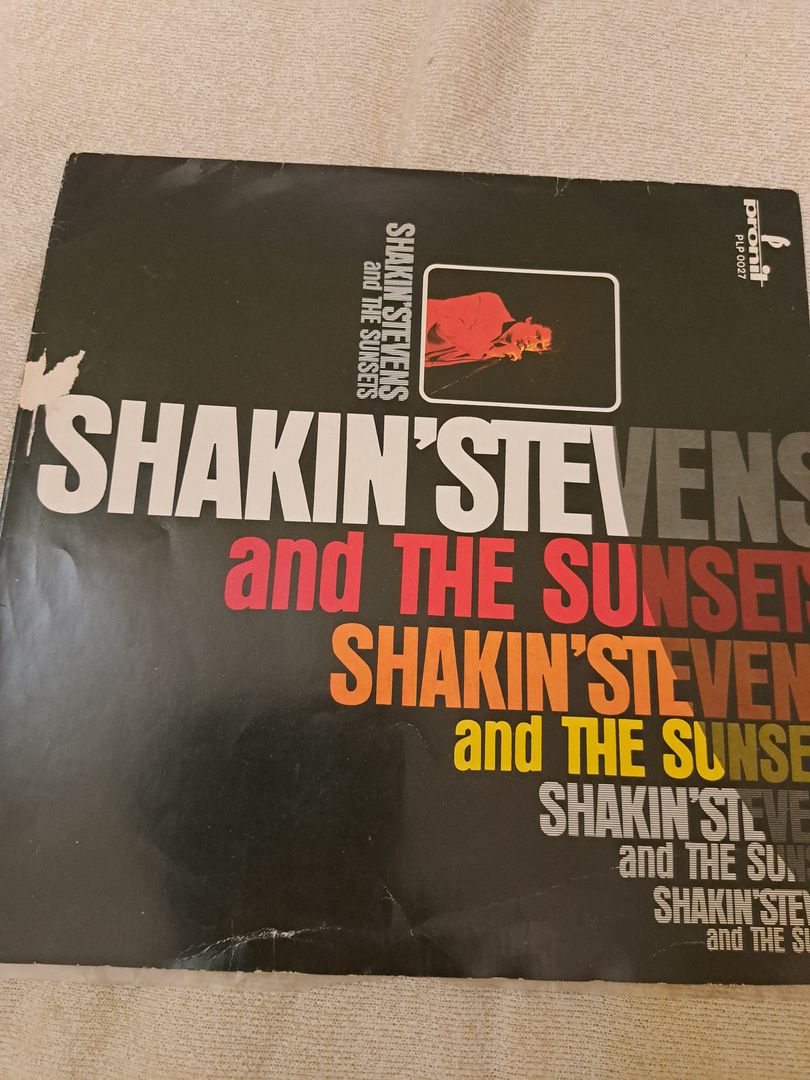 pronit
PLP 0027
SHAKIN'STEVENS
and THE SUNSETS
SHAKIN'STEVENS
and THE SUNSETS
SHAKIN'STEVEN
and THE SUNSE
SHAKIN'STEVE
and THE SUN
SHAKIN'STEV
and THE SU